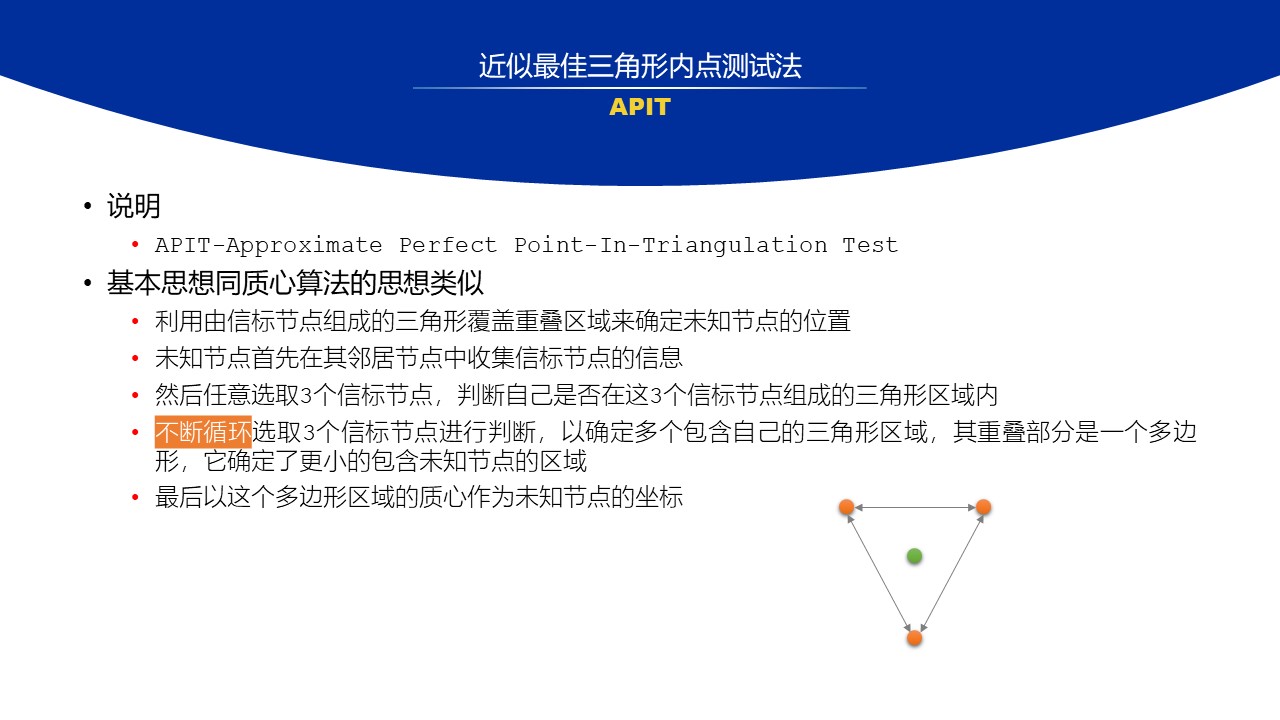 近似最佳三角形内点测试法
APIT
• 说明
• APIT-Approximate Perfect Point-In-Triangulation Test
• 基本思想同质心算法的思想类似
• 利用由信标节点组成的三角形覆盖重叠区域来确定未知节点的位置
• 未知节点首先在其邻居节点中收集信标节点的信息
• 然后任意选取3个信标节点，判断自己是否在这3个信标节点组成的三角形区域内
• 不断循环选取3个信标节点进行判断，以确定多个包含自己的三角形区域，其重叠部分是一个多边
形，它确定了更小的包含未知节点的区域
• 最后以这个多边形区域的质心作为未知节点的坐标